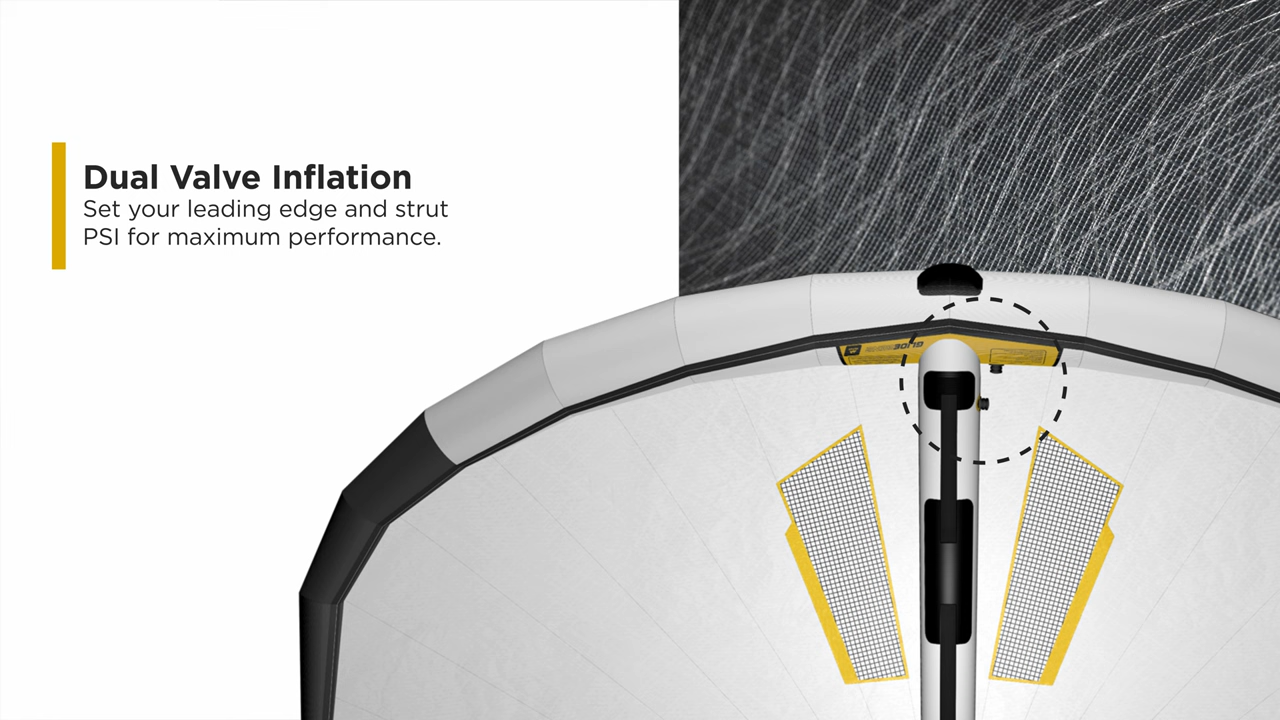 Dual Valve Inflation
Set your leading edge and strut
PSI for maximum performance.